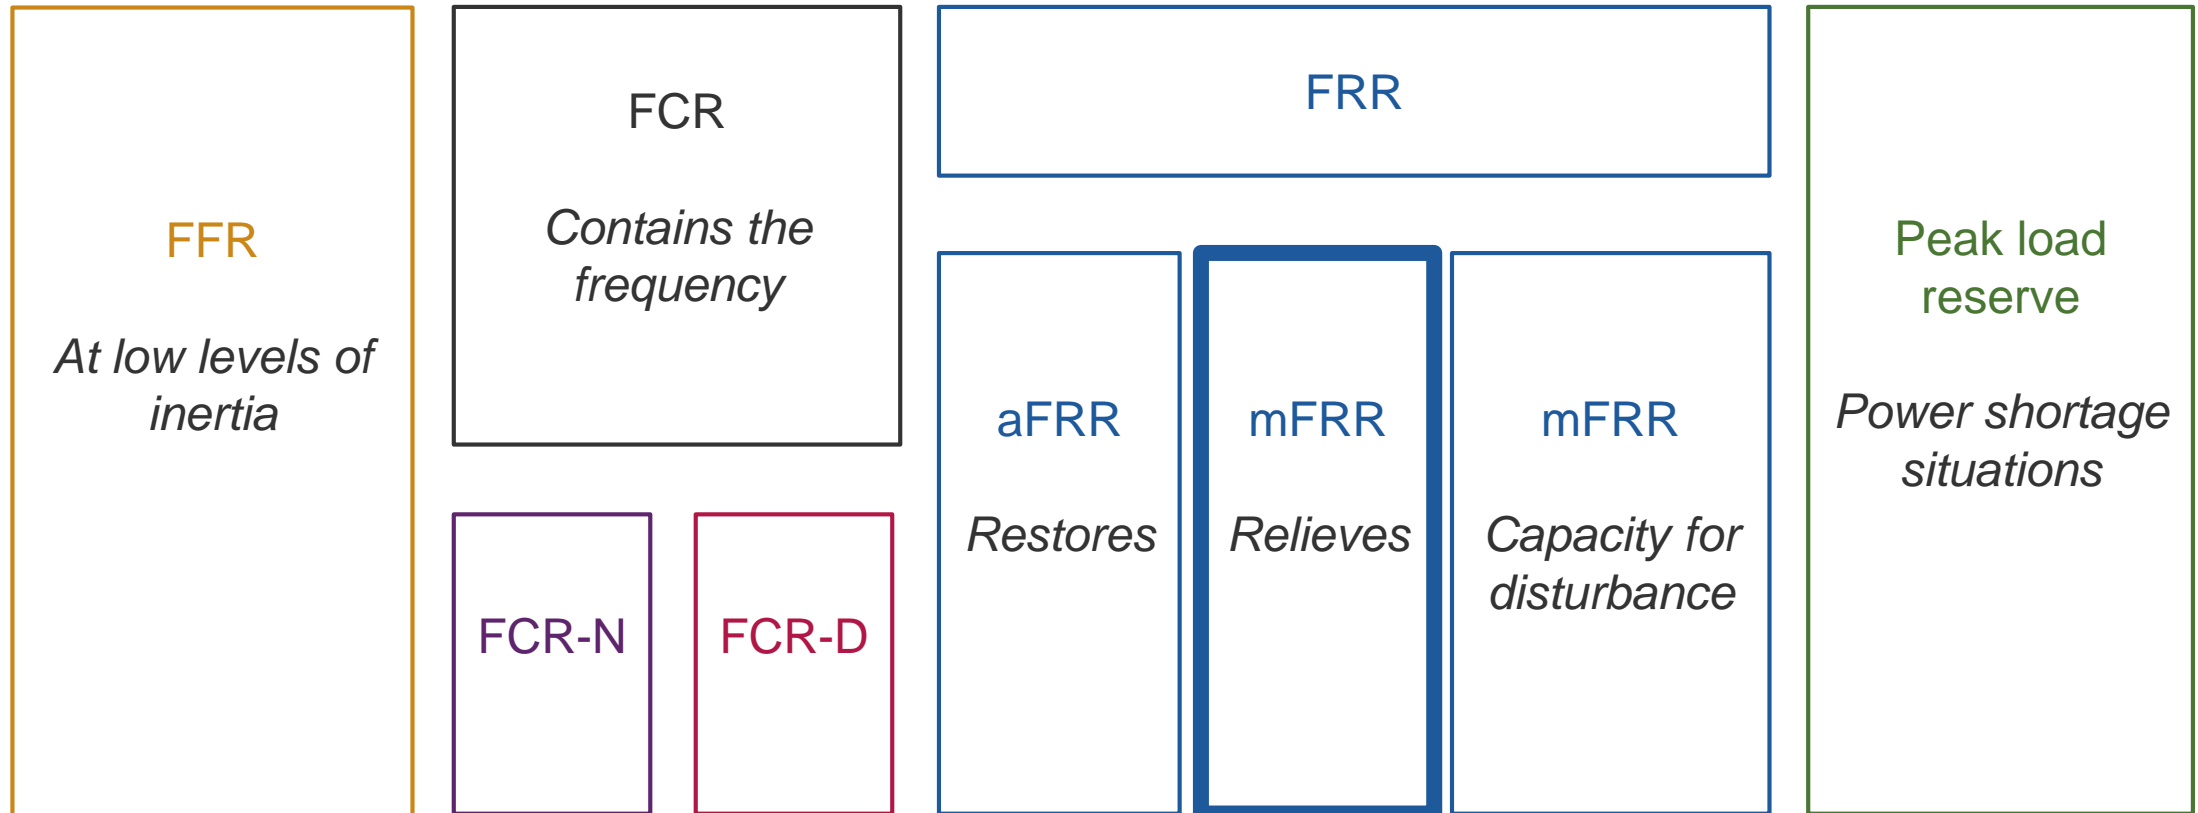 FFR
At low levels of
inertia
FCR
Contains the
frequency
FCR-N
FCR-D
FRR
aFRR
Restores
mFRR
Relieves
mFRR
Capacity for
disturbance
Peak load
reserve
Power shortage
situations